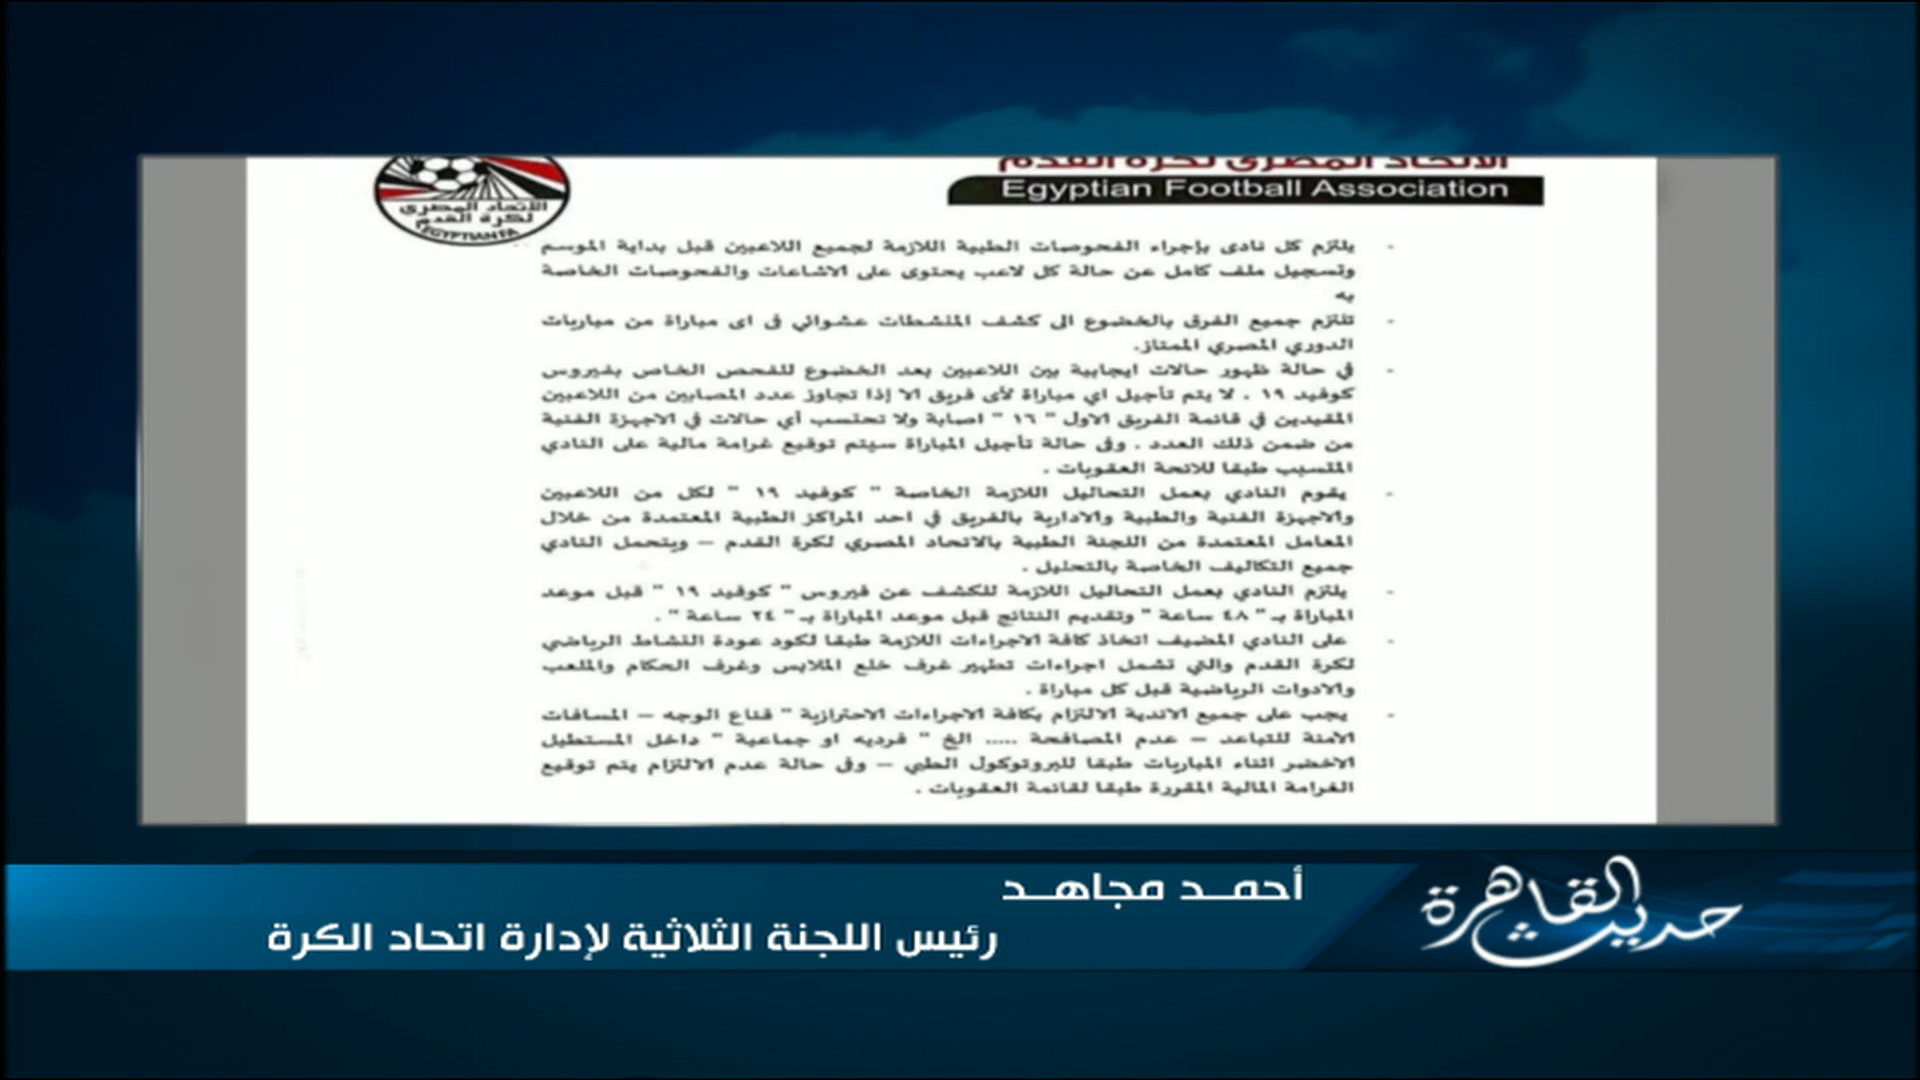 الاتحاد المصرى لكرة القدم
Egyptian Football Association
الاتحاد المصرى
لكرة القدم
EGYPTIAN F.A
- يلتزم كل نادى بإجراء الفحوصات الطبية اللازمة لجميع اللاعبين قبل بداية الموسم
وتسجيل ملف كامل عن حالة كل لاعب يحتوى على الاشاعات والفحوصات الخاصة
به
- تلتزم جميع الفرق بالخضوع الى كشف المنشطات عشوائي فى اى مباراة من مباريات
الدوري المصري الممتاز.
- في حالة ظهور حالات ايجابية بين اللاعبين بعد الخضوع للفحص الخاص بفيروس
كوفيد ١٩ . لا يتم تأجيل اي مباراة لأى فريق الا إذا تجاوز عدد المصابين من اللاعبين
المقيدين في قائمة الفريق الاول " ١٦ " اصابة ولا تحتسب أي حالات في الاجهزة الفنية
من ضمن ذلك العدد . وفى حالة تأجيل المباراة سيتم توقيع غرامة مالية على النادي
المتسبب طبقا للائحة العقوبات .
- يقوم النادي بعمل التحاليل اللازمة الخاصة " كوفيد ١٩ " لكل من اللاعبين
والاجهزة الفنية والطبية والادارية بالفريق في احد المراكز الطبية المعتمدة من خلال
المعامل المعتمدة من اللجنة الطبية بالاتحاد المصري لكرة القدم – ويتحمل النادي
جميع التكاليف الخاصة بالتحليل .
- يلتزم النادي بعمل التحاليل اللازمة للكشف عن فيروس " كوفيد ١٩ " قبل موعد
المباراة بـ " ٤٨ ساعة " وتقديم النتائج قبل موعد المباراة بـ " ٢٤ ساعة " .
- على النادي المضيف اتخاذ كافة الاجراءات اللازمة طبقا لكود عودة النشاط الرياضي
لكرة القدم والتي تشمل اجراءات تطهير غرف خلع الملابس وغرف الحكام والملعب
والادوات الرياضية قبل كل مباراة .
- يجب على جميع الاندية الالتزام بكافة الاجراءات الاحترازية " قناع الوجه – المسافات
الامنة للتباعد – عدم المصافحة ..... الخ " فرديه او جماعية " داخل المستطيل
الاخضر اثناء المباريات طبقا للبروتوكول الطبي – وفى حالة عدم الالتزام يتم توقيع
الغرامة المالية المقررة طبقا لقائمة العقوبات .
أحمــد مجاهــد
رئيس اللجنة الثلاثية لإدارة اتحاد الكرة
حديث القاهرة